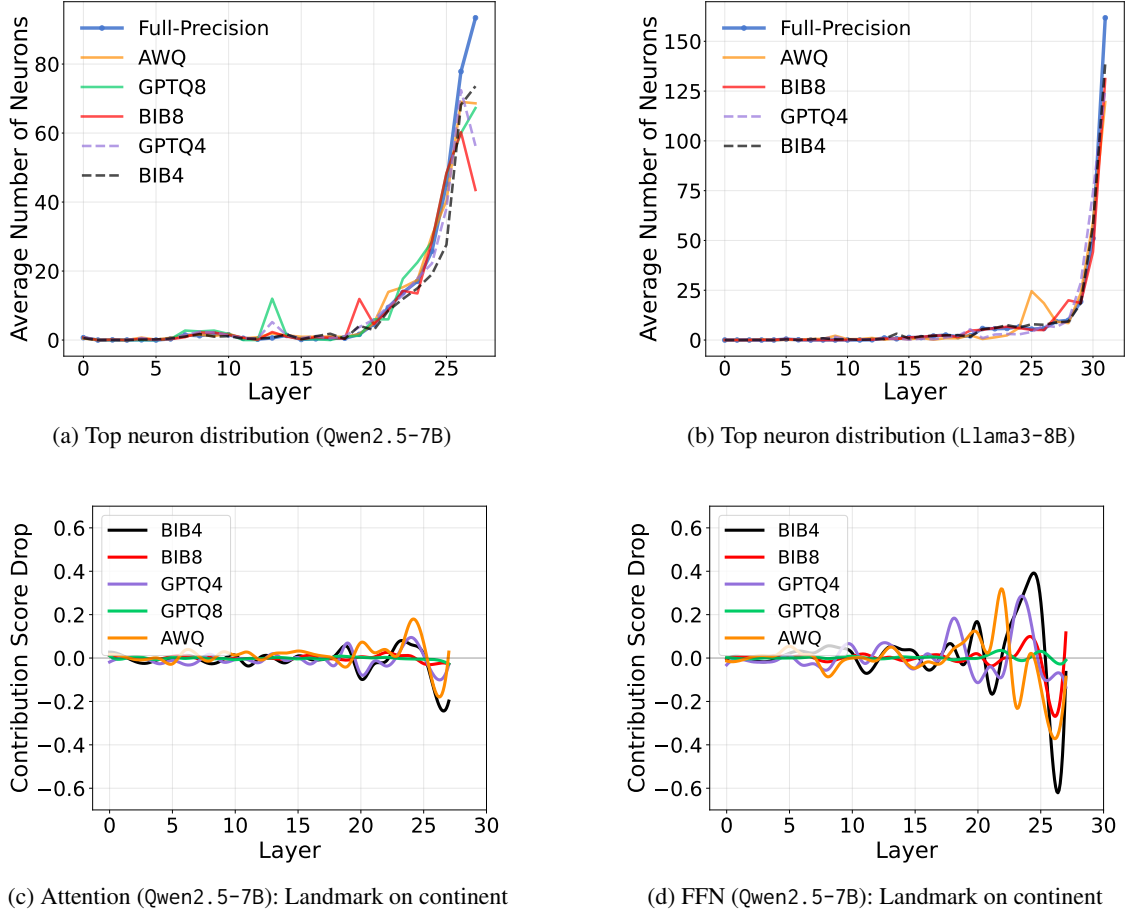 Full-Precision
AWQ
GPTQ8
BIB8
GPTQ4
BIB4
Average Number of Neurons
80
60
40
20
0
0 5 10 15 20 25
Layer
(a) Top neuron distribution (Qwen2.5-7B)
Full-Precision
AWQ
BIB8
GPTQ4
BIB4
Average Number of Neurons
150
125
100
75
50
25
0
0 5 10 15 20 25 30
Layer
(b) Top neuron distribution (Llama3-8B)
BIB4
BIB8
GPTQ4
GPTQ8
AWQ
Contribution Score Drop
0.6
0.4
0.2
0.0
−0.2
−0.4
−0.6
0 5 10 15 20 25 30
Layer
(c) Attention (Qwen2.5-7B): Landmark on continent
BIB4
BIB8
GPTQ4
GPTQ8
AWQ
Contribution Score Drop
0.6
0.4
0.2
0.0
−0.2
−0.4
−0.6
0 5 10 15 20 25 30
Layer
(d) FFN (Qwen2.5-7B): Landmark on continent